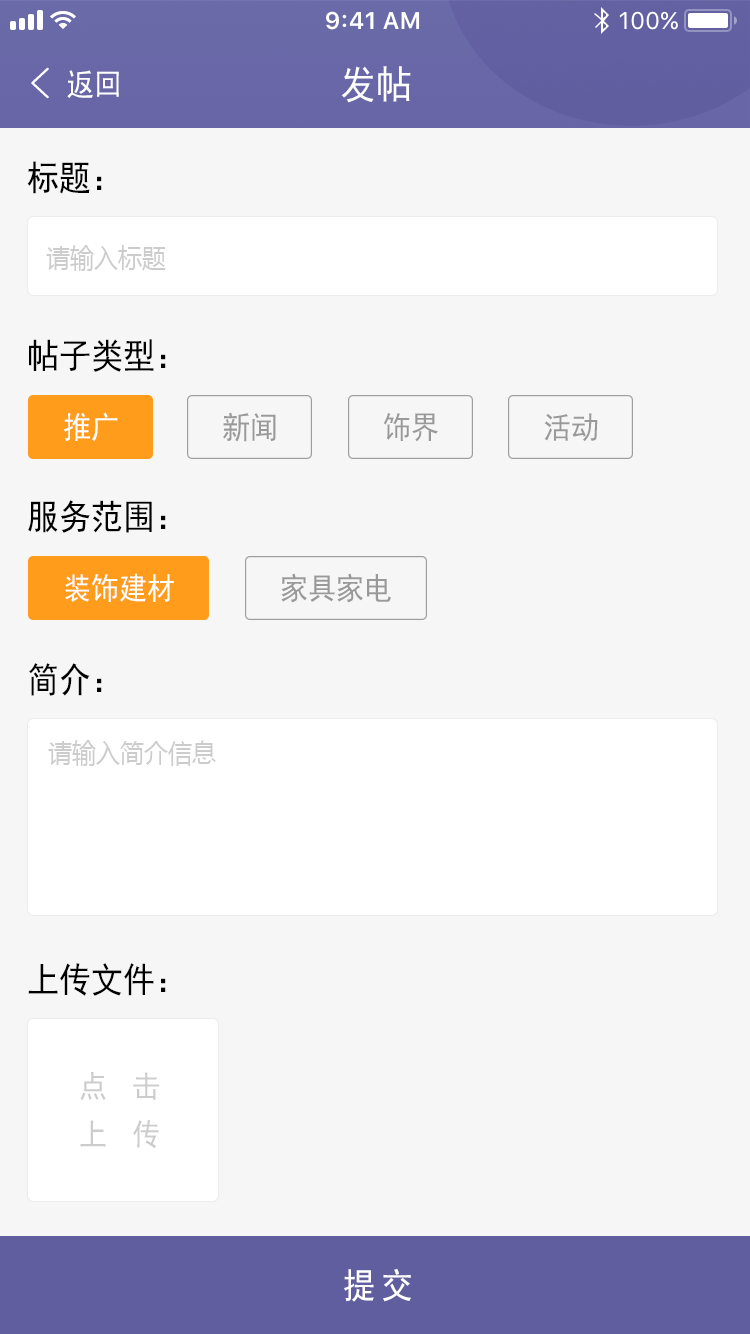 9:41 AM 100%
返回 发帖
标题：
请输入标题
帖子类型：
推广 新闻 饰界 活动
服务范围：
装饰建材 家具家电
简介：
请输入简介信息
上传文件：
点 击
上 传
提交